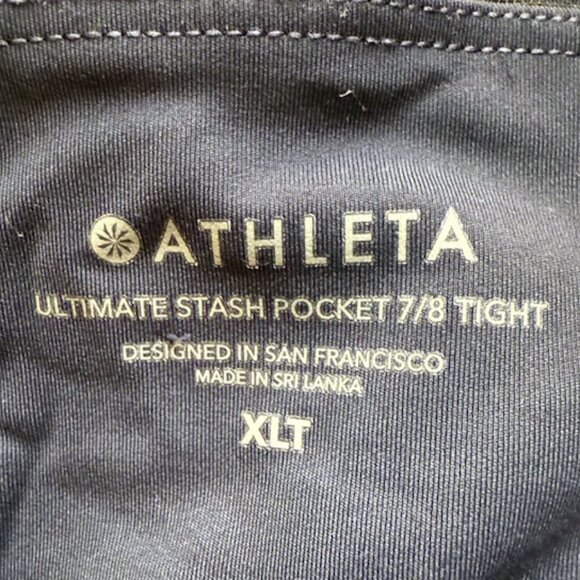 ATHLETA
ULTIMATE STASH POCKET 7/8 TIGHT
DESIGNED IN SAN FRANCISCO
MADE IN SRI LANKA
XLT